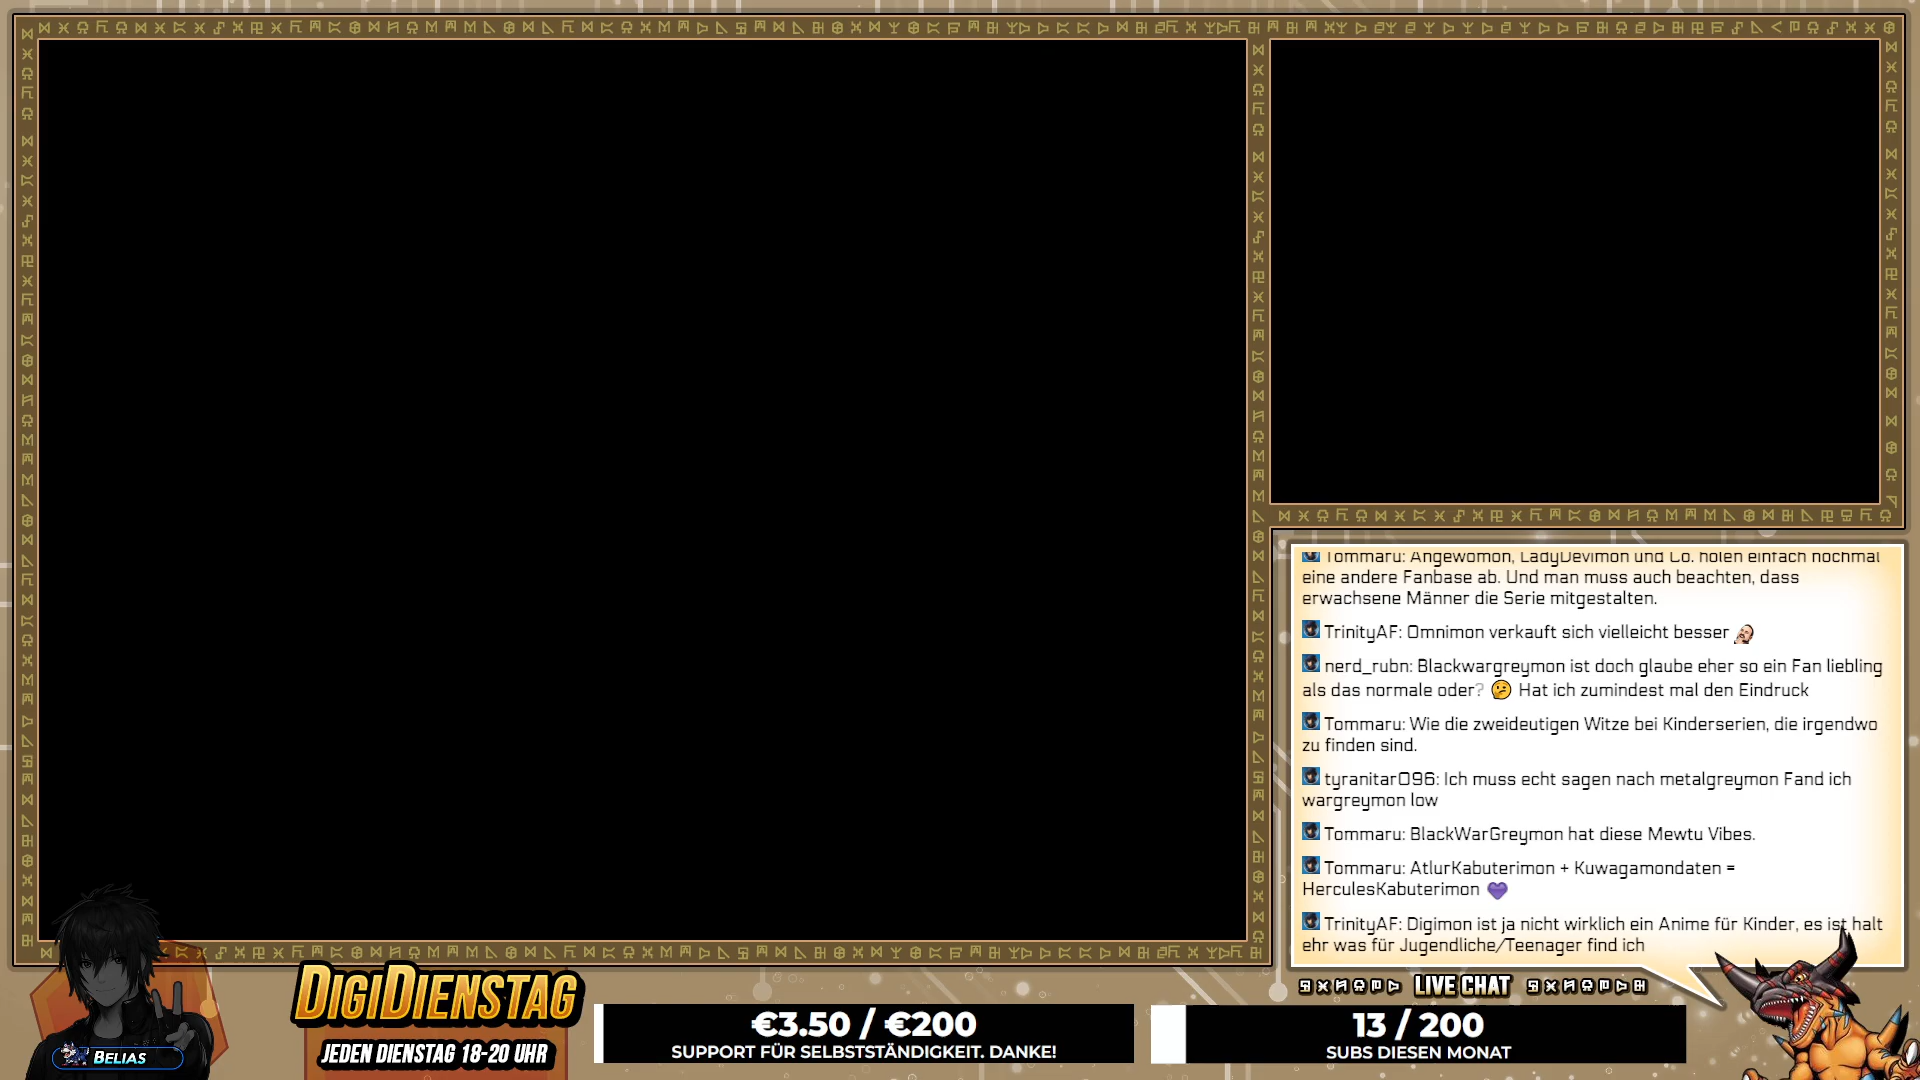 Tommaru: Angewomon, LadyDevimon und Co. holen einfach nochmal
eine andere Fanbase ab. Und man muss auch beachten, dass
erwachsene Männer die Serie mitgestalten.
TrinityAF: Omnimon verkauft sich vielleicht besser
nerd_rubn: Blackwargreymon ist doch glaube eher so ein Fan liebling
als das normale oder? 🤔 Hat ich zumindest mal den Eindruck
Tommaru: Wie die zweideutigen Witze bei Kinderserien, die irgendwo
zu finden sind.
tyranitar096: Ich muss echt sagen nach metalgreymon Fand ich
wargreymon low
Tommaru: BlackWarGreymon hat diese Mewtu Vibes.
Tommaru: AtlurKabuterimon + Kuwagamondaten =
HerculesKabuterimon 💜
TrinityAF: Digimon ist ja nicht wirklich ein Anime für Kinder, es ist halt
ehr was für Jugendliche/Teenager find ich
LIVE CHAT
BELIAS
DIGIDIENSTAG
JEDEN DIENSTAG 18-20 UHR
€3.50 / €200
SUPPORT FÜR SELBSTSTÄNDIGKEIT. DANKE!
13 / 200
SUBS DIESEN MONAT